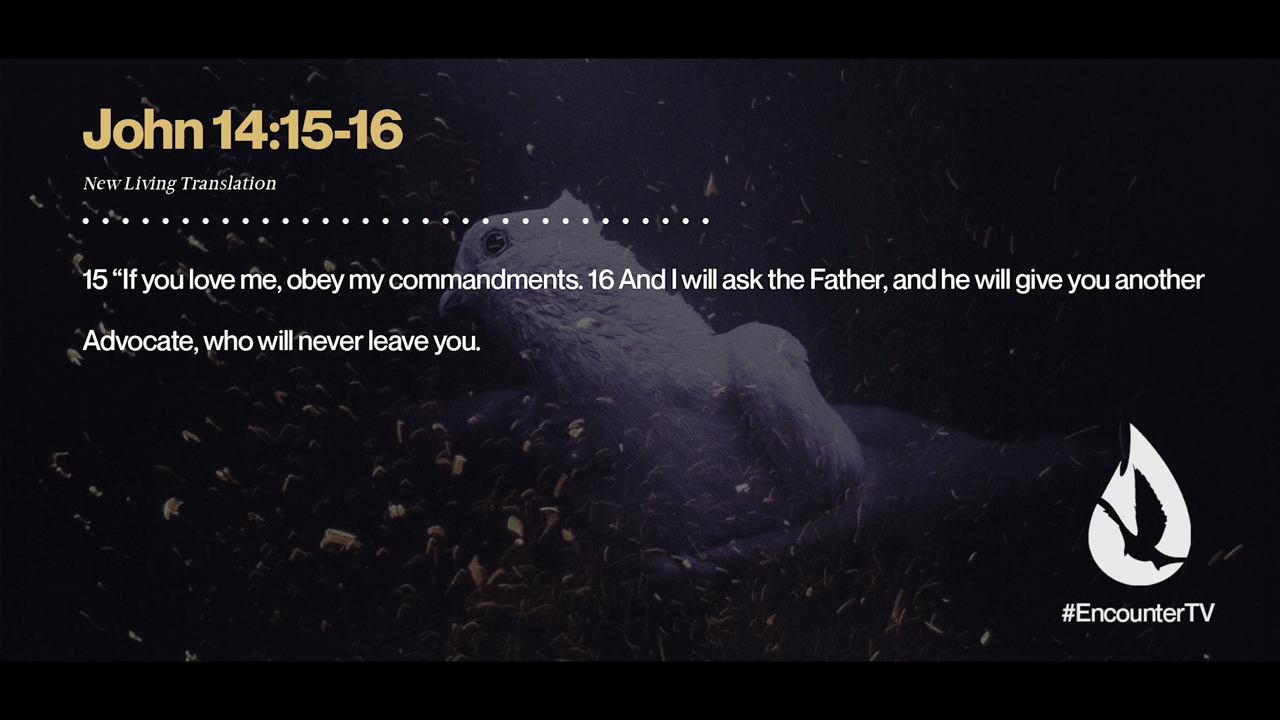 John 14:15-16
New Living Translation
15 “If you love me, obey my commandments. 16 And I will ask the Father, and he will give you another
Advocate, who will never leave you.
#EncounterTV